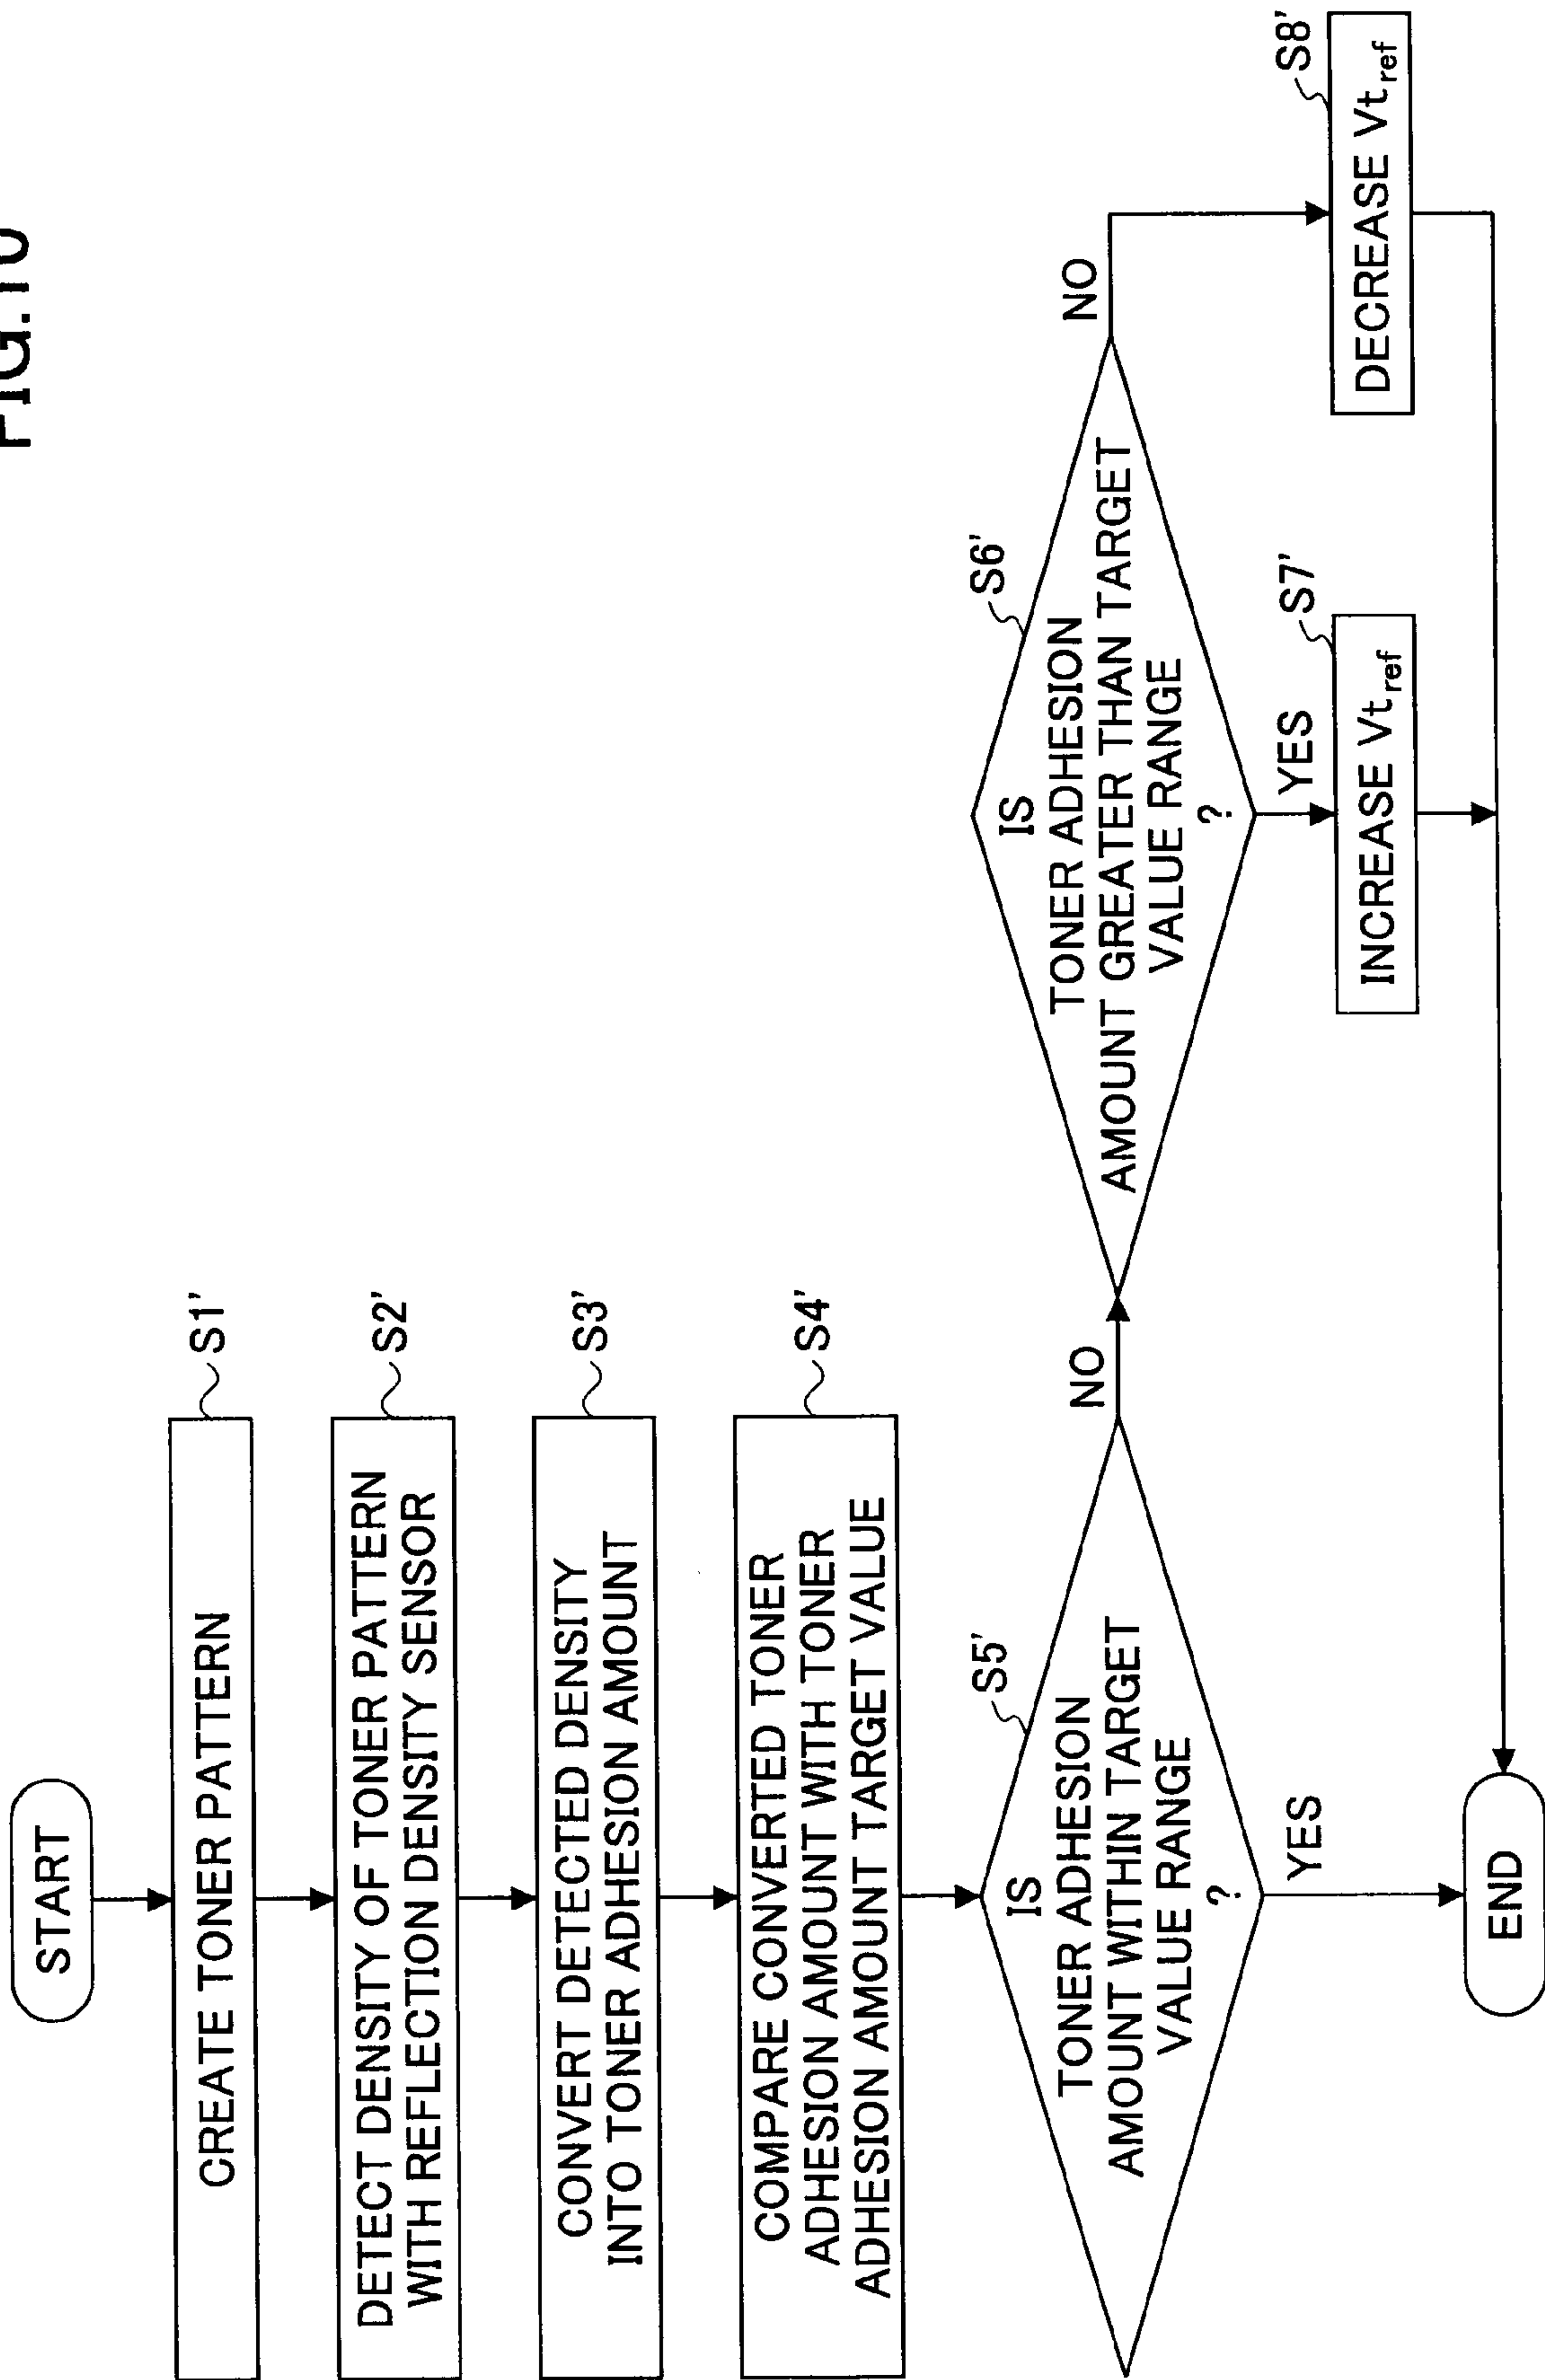 START
CREATE TONER PATTERN
S1'
DETECT DENSITY OF TONER PATTERN
WITH REFLECTION DENSITY SENSOR
S2'
CONVERT DETECTED DENSITY
INTO TONER ADHESION AMOUNT
S3'
COMPARE CONVERTED TONER
ADHESION AMOUNT WITH TONER
ADHESION AMOUNT TARGET VALUE
S4'
IS
TONER ADHESION
AMOUNT WITHIN TARGET
VALUE RANGE
?
S5'
NO
YES
IS
TONER ADHESION
AMOUNT GREATER THAN TARGET
VALUE RANGE
?
S6'
NO
YES
INCREASE Vtref
S7'
DECREASE Vtref
S8'
END